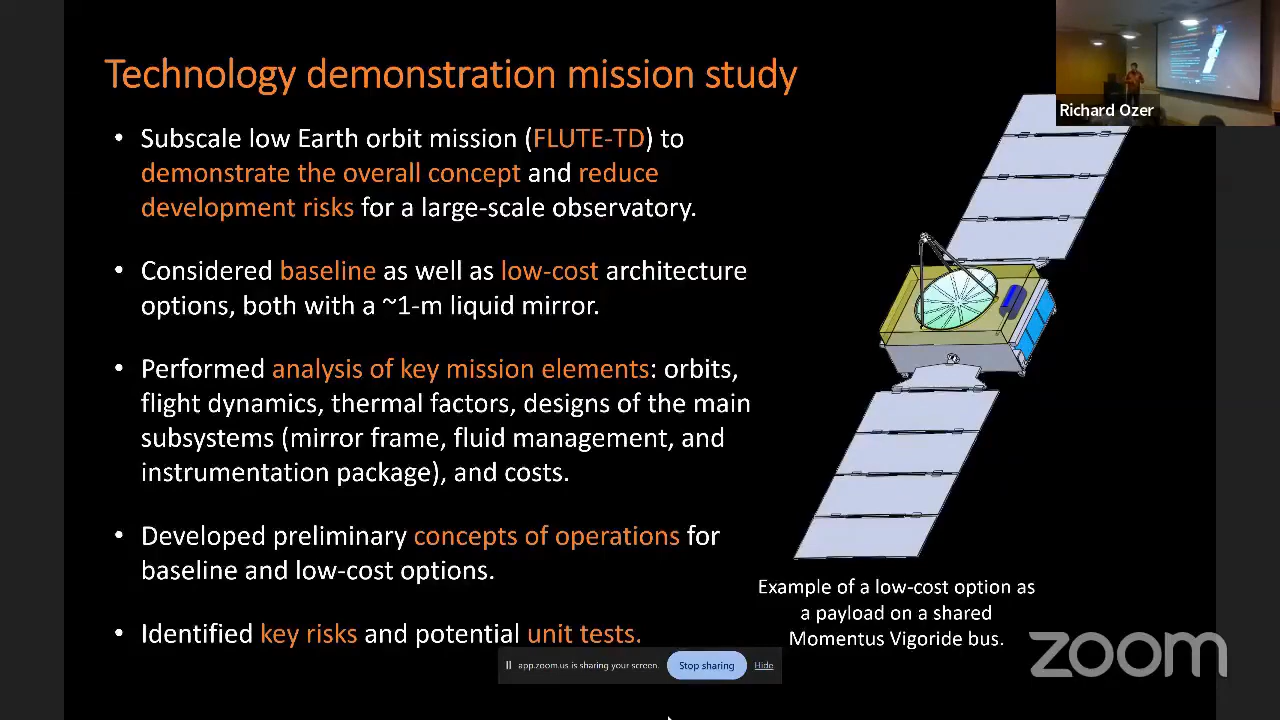 Technology demonstration mission study
• Subscale low Earth orbit mission (FLUTE-TD) to
demonstrate the overall concept and reduce
development risks for a large-scale observatory.
• Considered baseline as well as low-cost architecture
options, both with a ~1-m liquid mirror.
• Performed analysis of key mission elements: orbits,
flight dynamics, thermal factors, designs of the main
subsystems (mirror frame, fluid management, and
instrumentation package), and costs.
• Developed preliminary concepts of operations for
baseline and low-cost options.
• Identified key risks and potential unit tests.
Richard Ozer
Example of a low-cost option as
a payload on a shared
Momentus Vigoride bus.
app.zoom.us is sharing your screen. Stop sharing Hide
zoom